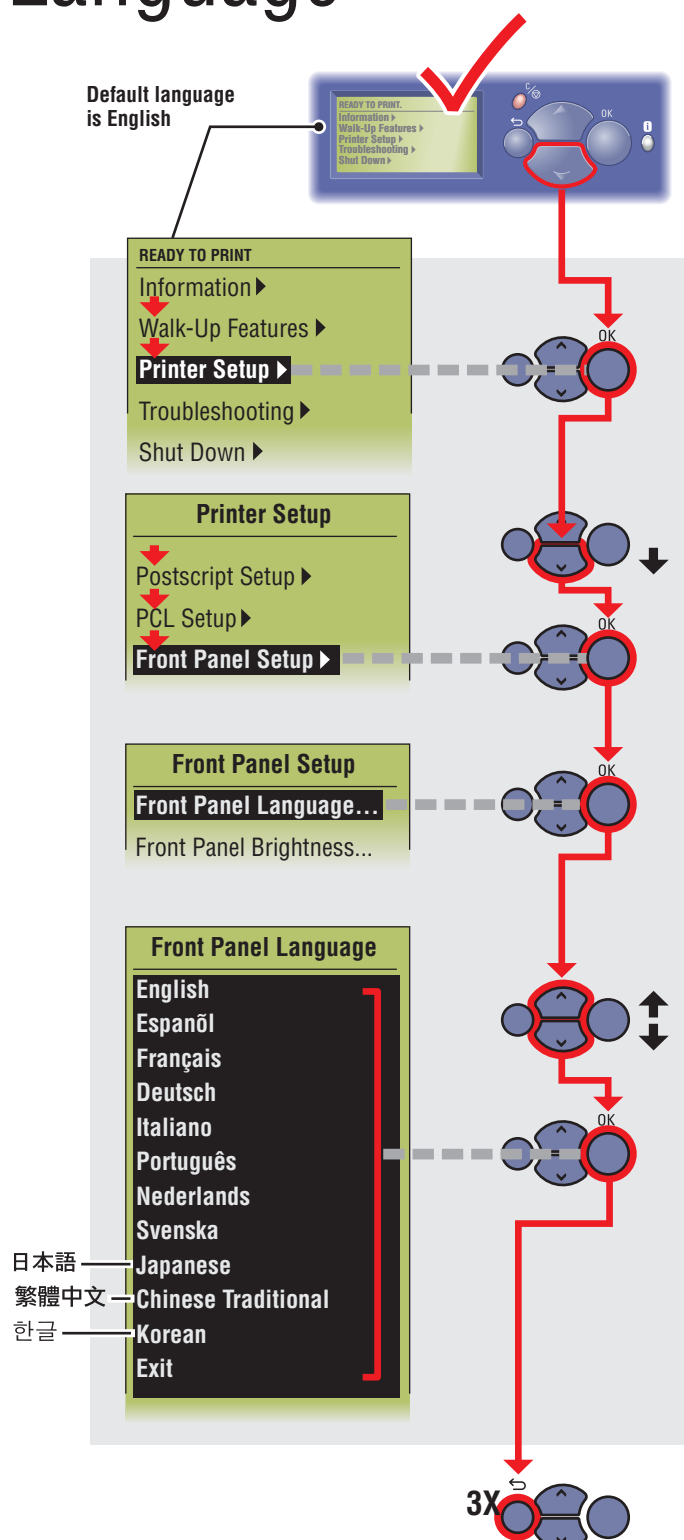 Language
Default language
is English
READY TO PRINT.
Information
Walk-Up Features
Printer Setup
Troubleshooting
Shut Down
C/
OK
i
READY TO PRINT
Information
Walk-Up Features
Printer Setup
Troubleshooting
Shut Down
OK
Printer Setup
Postscript Setup
PCL Setup
Front Panel Setup
OK
Front Panel Setup
Front Panel Language...
Front Panel Brightness...
OK
Front Panel Language
English
Espanõl
Français
Deutsch
Italiano
Português
Nederlands
Svenska
日本語 Japanese
繁體中文 Chinese Traditional
한글 Korean
Exit
OK
3X